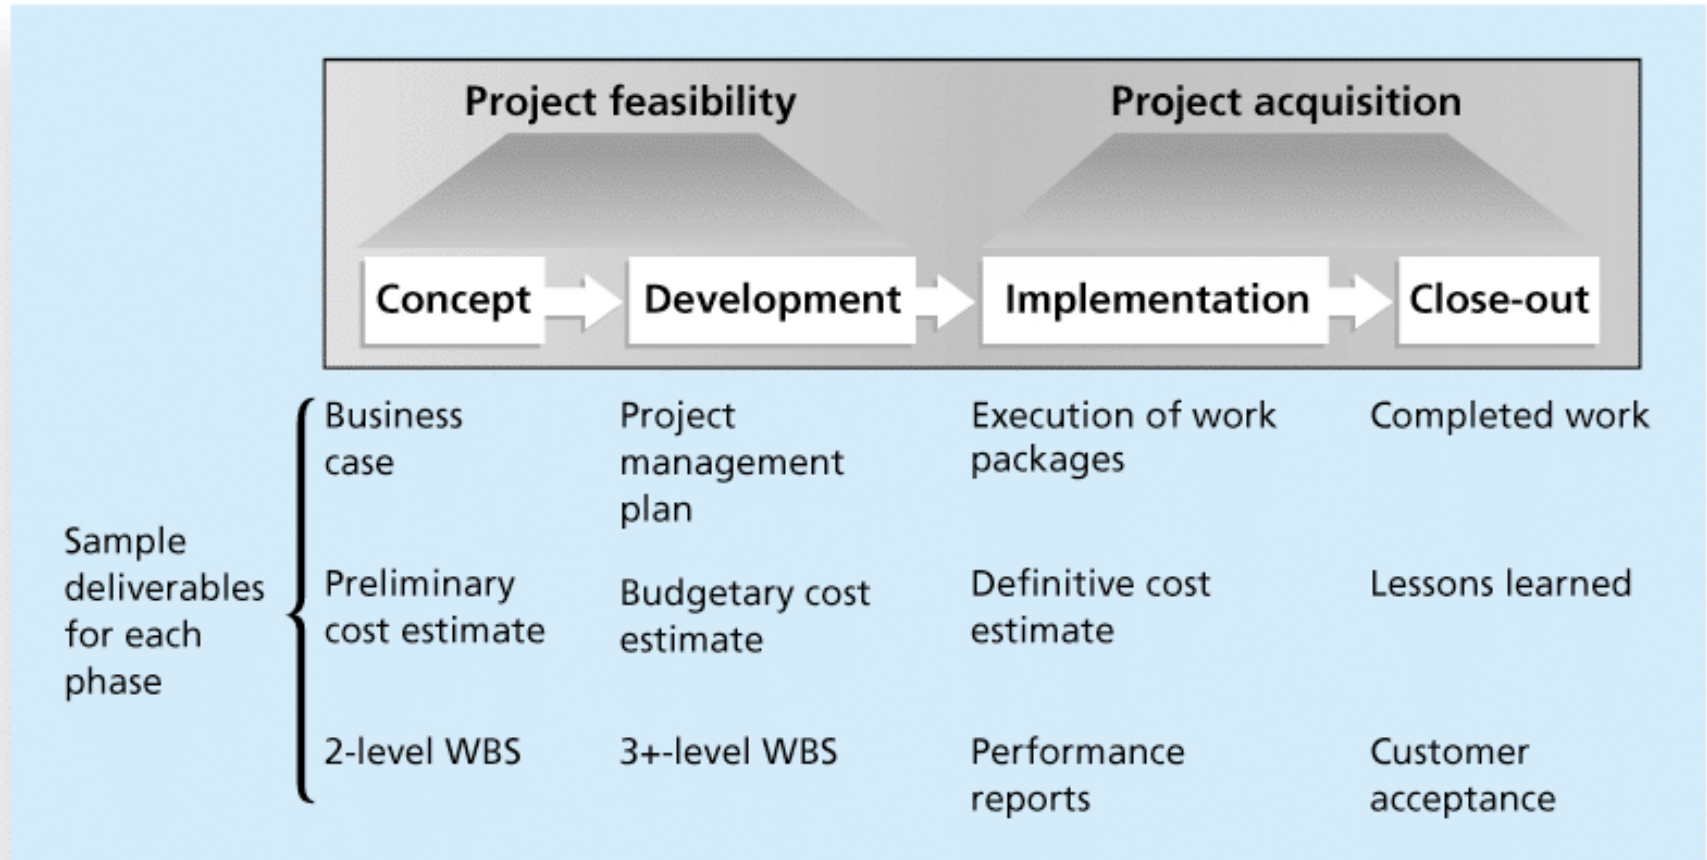 Project feasibility
Project acquisition
Concept
Development
Implementation
Close-out
Sample
deliverables
for each
phase
Business
case
Project
management
plan
Execution of work
packages
Completed work
Preliminary
cost estimate
Budgetary cost
estimate
Definitive cost
estimate
Lessons learned
2-level WBS
3+-level WBS
Performance
reports
Customer
acceptance